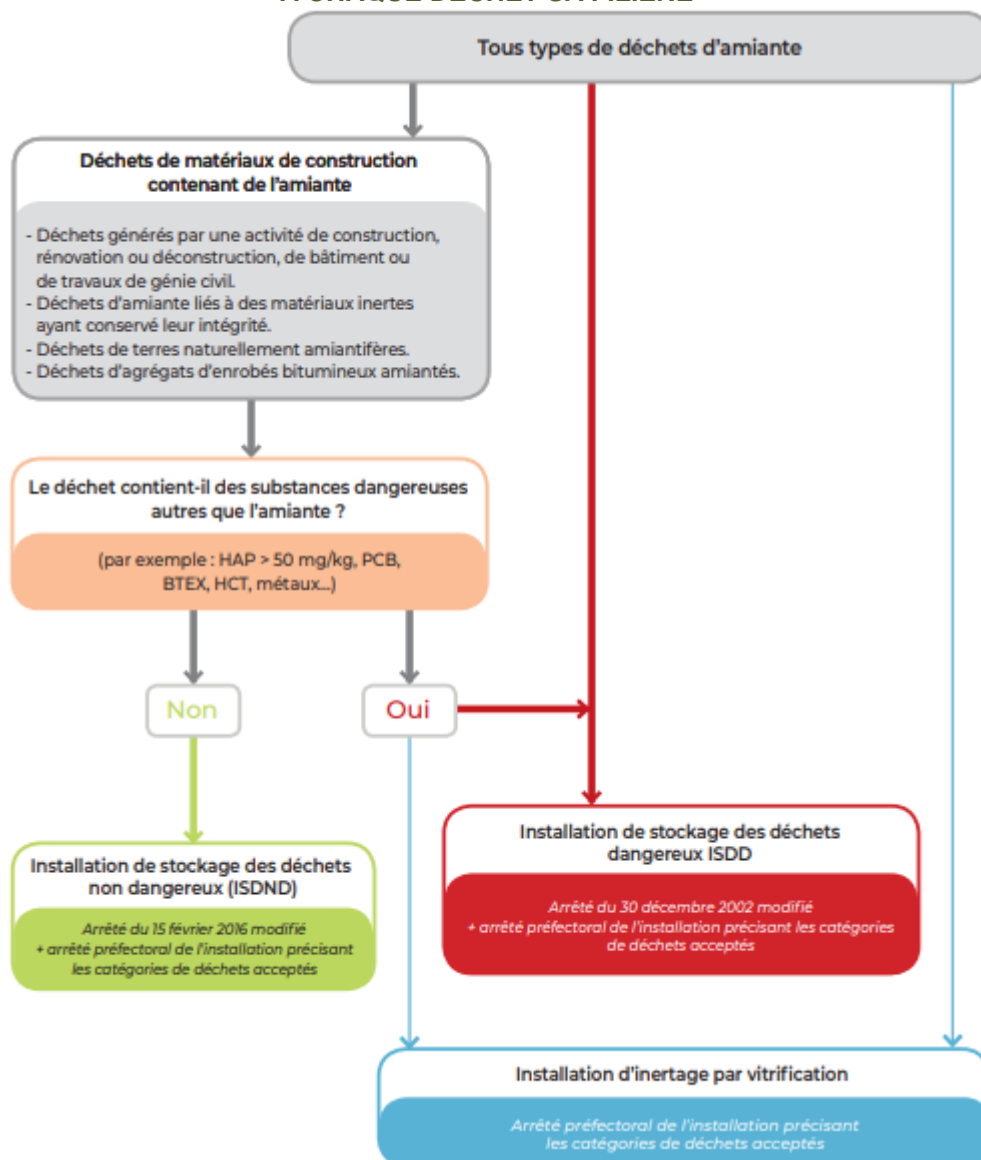 À CHAQUE DÉCHET SA FILIÈRE
Tous types de déchets d’amiante
Déchets de matériaux de construction
contenant de l’amiante
- Déchets générés par une activité de construction,
rénovation ou déconstruction, de bâtiment ou
de travaux de génie civil.
- Déchets d’amiante liés à des matériaux inertes
ayant conservé leur intégrité.
- Déchets de terres naturellement amiantifères.
- Déchets d’agrégats d’enrobés bitumineux amiantés.
Le déchet contient-il des substances dangereuses
autres que l’amiante ?
(par exemple : HAP > 50 mg/kg, PCB,
BTEX, HCT, métaux...)
Non
Oui
Installation de stockage des déchets
dangereux ISDD
Arrêté du 30 décembre 2002 modifié
+ arrêté préfectoral de l’installation précisant les catégories
de déchets acceptés
Installation de stockage des déchets
non dangereux (ISDND)
Arrêté du 15 février 2016 modifié
+ arrêté préfectoral de l’installation précisant
les catégories de déchets acceptés
Installation d’inertage par vitrification
Arrêté préfectoral de l’installation précisant
les catégories de déchets acceptés